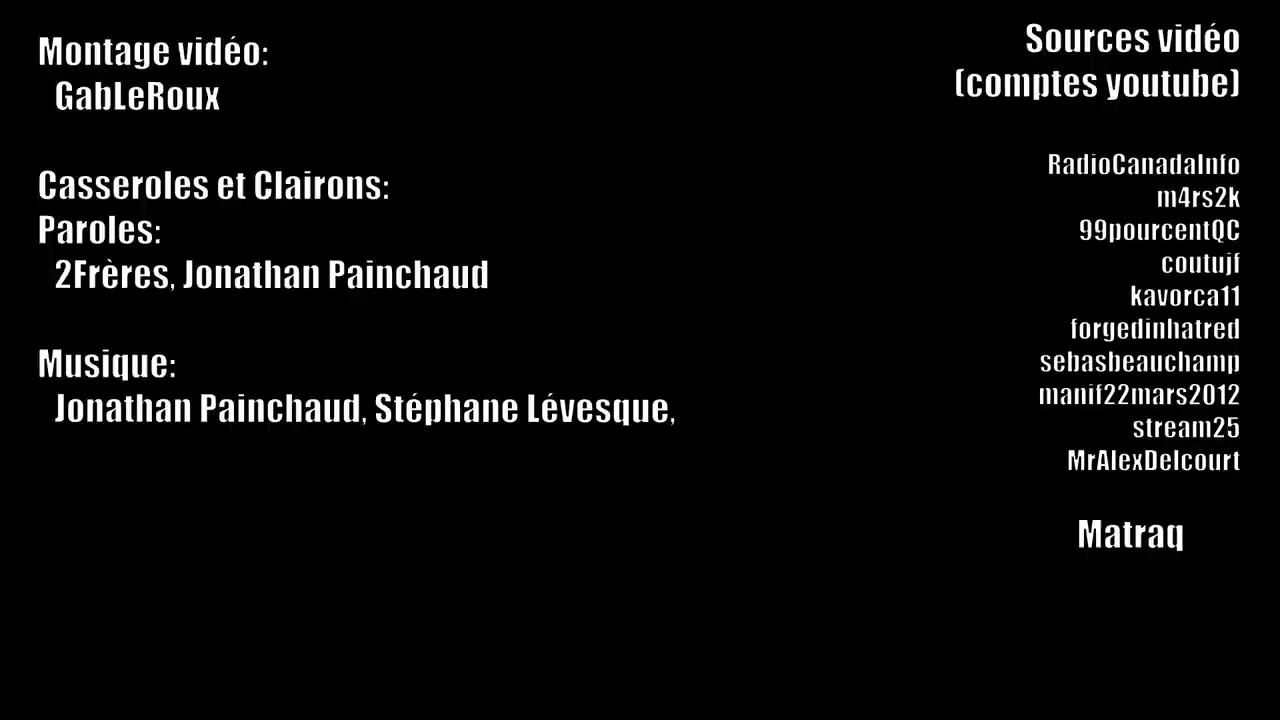 Montage vidéo:
GabLeRoux
Casseroles et Clairons:
Paroles:
2Frères, Jonathan Painchaud
Musique:
Jonathan Painchaud, Stéphane Lévesque,
Sources vidéo
(comptes youtube)
RadioCanadaInfo
m4rs2k
99pourcentQC
coutujf
kavorca11
forgedinhatred
sebasbeauchamp
manif22mars2012
stream25
MrAlexDelcourt
Matraq